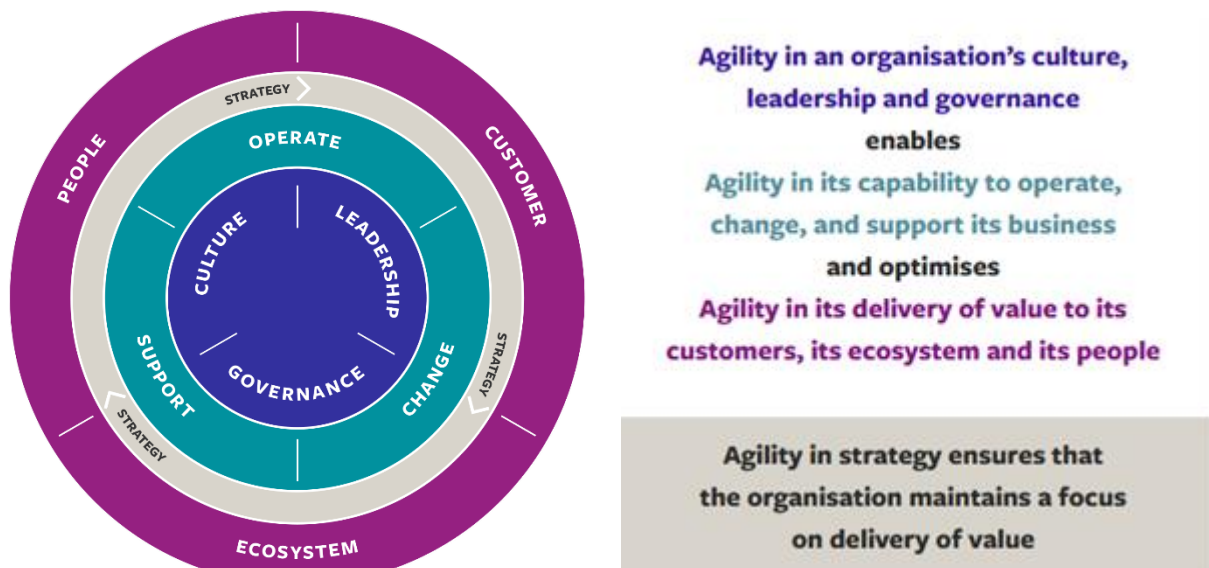 PEOPLE
STRATEGY
CUSTOMER
OPERATE
CULTURE
LEADERSHIP
GOVERNANCE
SUPPORT
CHANGE
STRATEGY
STRATEGY
ECOSYSTEM
Agility in an organisation's culture,
leadership and governance
enables
Agility in its capability to operate,
change, and support its business
and optimises
Agility in its delivery of value to its
customers, its ecosystem and its people
Agility in strategy ensures that
the organisation maintains a focus
on delivery of value